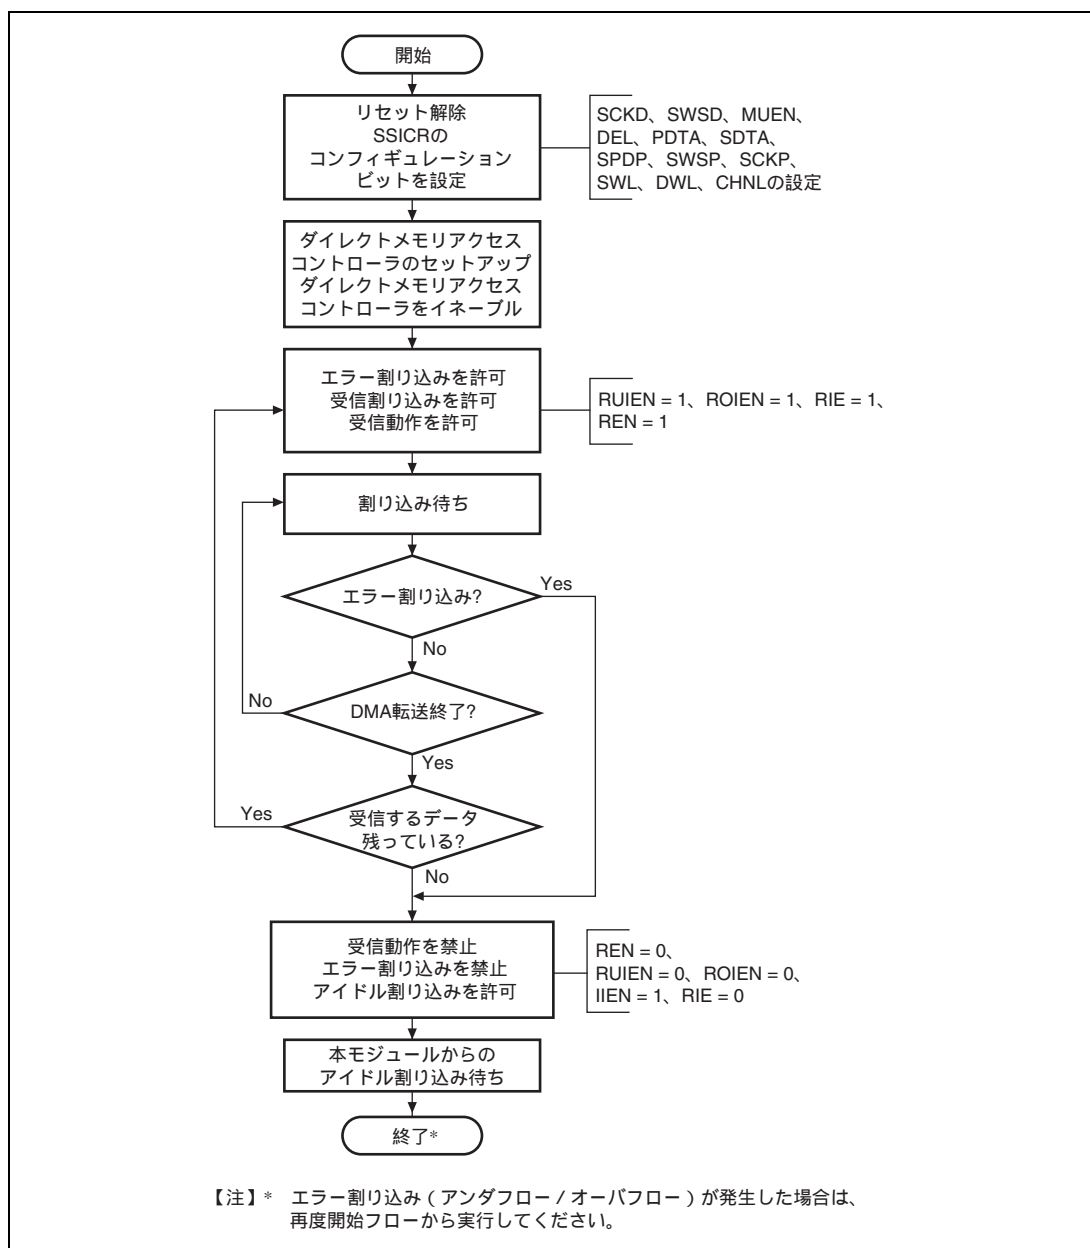 開始
リセット解除
SSICRの
コンフィギュレーション
ビットを設定
SCKD、SWSD、MUEN、
DEL、PDTA、SDTA、
SPDP、SWSP、SCKP、
SWL、DWL、CHNLの設定
ダイレクトメモリアクセス
コントローラのセットアップ
ダイレクトメモリアクセス
コントローラをイネーブル
エラー割り込みを許可
受信割り込みを許可
受信動作を許可
RUIEN = 1、ROIEN = 1、RIE = 1、
REN = 1
割り込み待ち
エラー割り込み?
Yes
No
DMA転送終了?
No
Yes
受信するデータ
残っている?
Yes
No
受信動作を禁止
エラー割り込みを禁止
アイドル割り込みを許可
REN = 0、
RUIEN = 0、ROIEN = 0、
IIEN = 1、RIE = 0
本モジュールからの
アイドル割り込み待ち
終了*
【注】* エラー割り込み(アンダフロー / オーバフロー)が発生した場合は、
再度開始フローから実行してください。